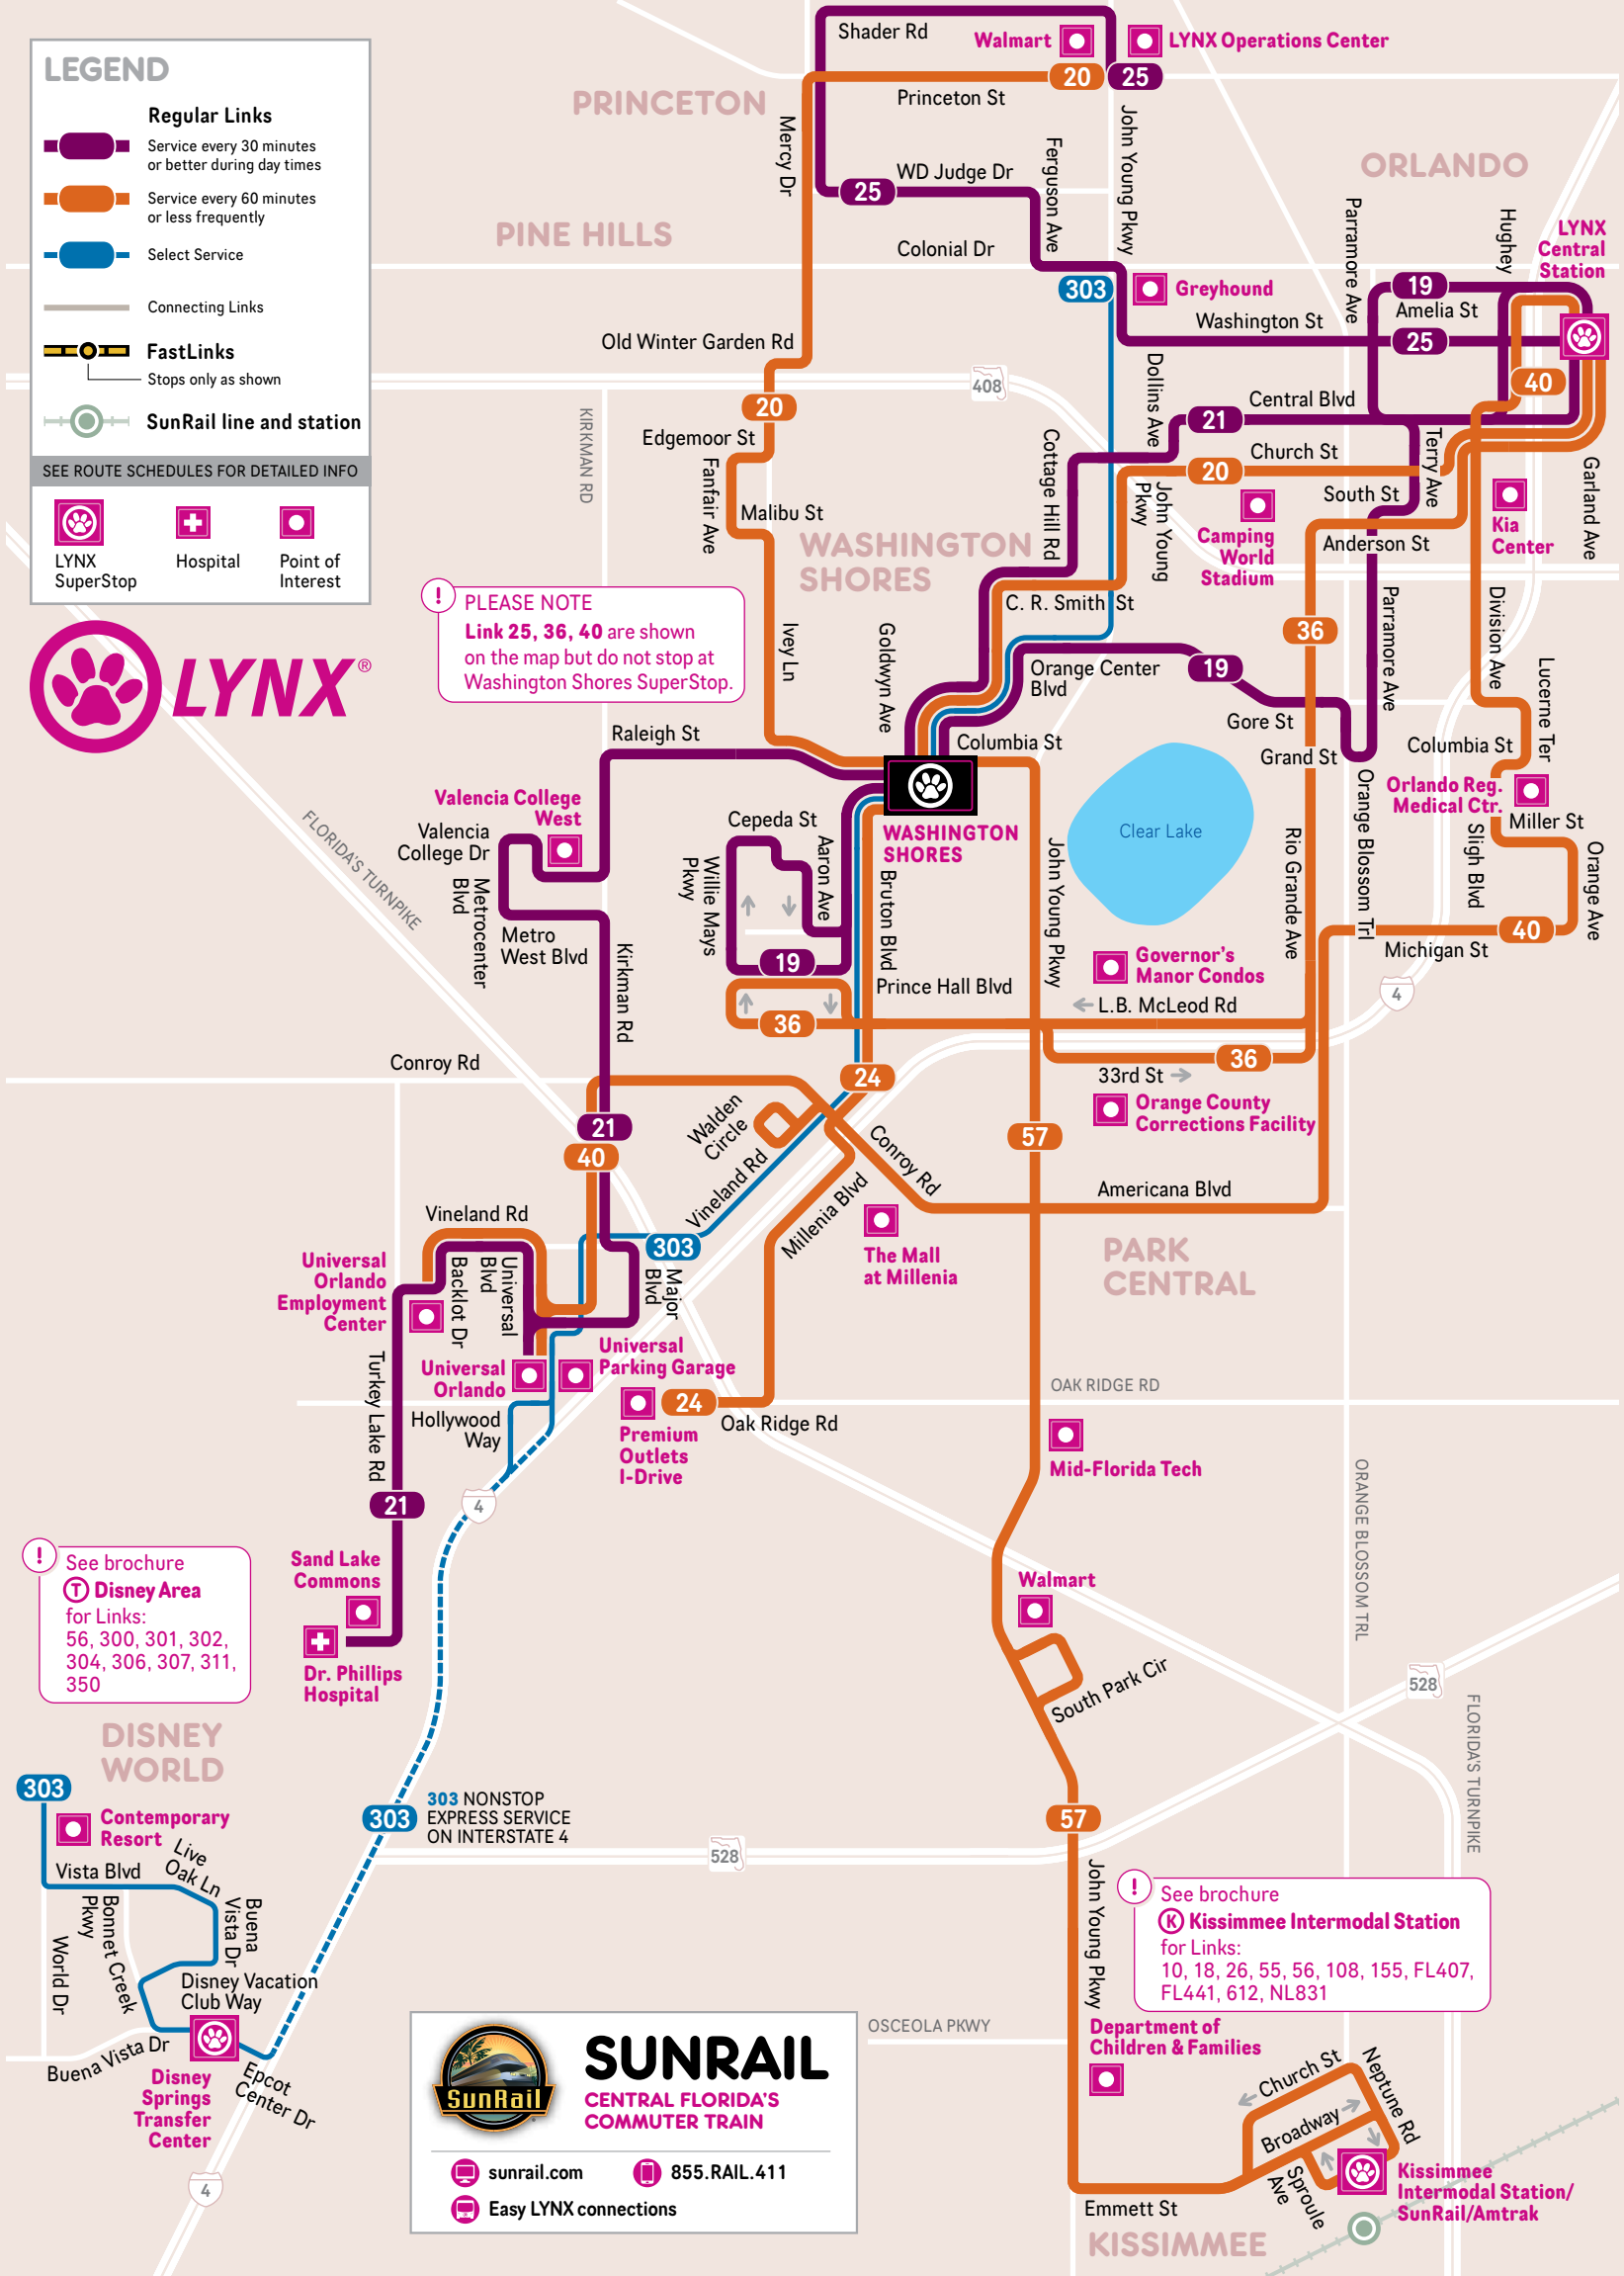 LEGEND
Regular Links
Service every 30 minutes
or better during day times
Service every 60 minutes
or less frequently
Select Service
Connecting Links
FastLinks
Stops only as shown
SunRail line and station
SEE ROUTE SCHEDULES FOR DETAILED INFO
LYNX
SuperStop
Hospital
Point of
Interest
LYNX®
!
PLEASE NOTE
Link 25, 36, 40 are shown
on the map but do not stop at
Washington Shores SuperStop.
Shader Rd
Walmart
LYNX Operations Center
20
25
Princeton St
PRINCETON
Mercy Dr
John Young Pkwy
Ferguson Ave
WD Judge Dr
25
ORLANDO
PINE HILLS
Colonial Dr
303
Greyhound
Parramore Ave
Hughey
LYNX
Central
Station
19
Amelia St
Washington St
25
Old Winter Garden Rd
408
40
20
Dollins Ave
Central Blvd
21
KIRKMAN RD
Edgemoor St
Fanfair Ave
Cottage Hill Rd
Church St
20
Terry Ave
Garland Ave
South St
Malibu St
John Young
Pkwy
Camping
World
Stadium
Kia
Center
Anderson St
WASHINGTON
SHORES
C. R. Smith St
Ivey Ln
Goldwyn Ave
36
Parramore Ave
Division Ave
Lucerne Ter
Orange Center
Blvd
19
Gore St
Raleigh St
Columbia St
Grand St
Columbia St
Valencia College
West
Valencia
College Dr
Clear Lake
Orlando Reg.
Medical Ctr.
Cepeda St
WASHINGTON
SHORES
Miller St
Metrocenter
Blvd
Willie Mays
Pkwy
Aaron Ave
Bruton Blvd
John Young Pkwy
Rio Grande Ave
Orange Blossom Trl
Sligh Blvd
Orange Ave
FLORIDA'S TURNPIKE
Metro
West Blvd
40
Michigan St
19
Kirkman Rd
Governor's
Manor Condos
Prince Hall Blvd
4
L.B. McLeod Rd
36
36
Conroy Rd
24
33rd St
Walden
Circle
Orange County
Corrections Facility
21
40
57
Conroy Rd
Vineland Rd
Millenia Blvd
Americana Blvd
Vineland Rd
303
The Mall
at Millenia
PARK
CENTRAL
Universal
Orlando
Employment
Center
Backlot Dr
Universal
Blvd
Major
Blvd
Universal
Orlando
Universal
Parking Garage
Turkey Lake Rd
Hollywood
Way
24
Oak Ridge Rd
OAK RIDGE RD
Premium
Outlets
I-Drive
Mid-Florida Tech
ORANGE BLOSSOM TRL
21
4
!
See brochure
T Disney Area
for Links:
56, 300, 301, 302,
304, 306, 307, 311,
350
Sand Lake
Commons
Dr. Phillips
Hospital
Walmart
South Park Cir
528
FLORIDA'S TURNPIKE
DISNEY
WORLD
303
Contemporary
Resort
303
303 NONSTOP
EXPRESS SERVICE
ON INTERSTATE 4
57
528
Vista Blvd
Live
Oak Ln
Buena
Vista Dr
Bonnet Creek
Pkwy
World Dr
Disney Vacation
Club Way
Buena Vista Dr
Disney
Springs
Transfer
Center
Epcot
Center Dr
4
John Young Pkwy
!
See brochure
K Kissimmee Intermodal Station
for Links:
10, 18, 26, 55, 56, 108, 155, FL407,
FL441, 612, NL831
OSCEOLA PKWY
Department of
Children & Families
Church St
Neptune Rd
Broadway
Sproule
Ave
Kissimmee
Intermodal Station/
SunRail/Amtrak
Emmett St
KISSIMMEE
SunRail
SUNRAIL
CENTRAL FLORIDA'S
COMMUTER TRAIN
sunrail.com
855.RAIL.411
Easy LYNX connections